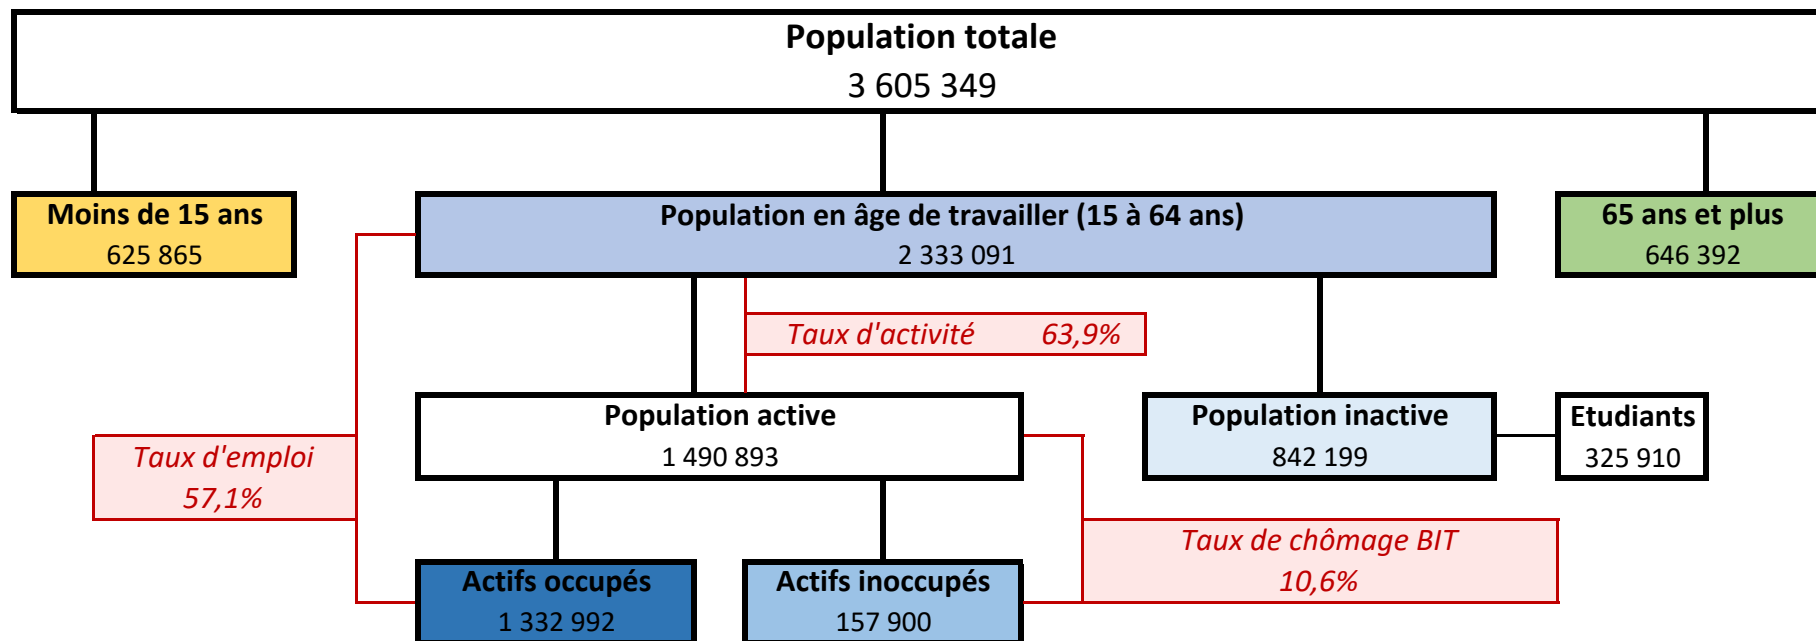 Population totale
3 605 349
Moins de 15 ans
625 865
Population en âge de travailler (15 à 64 ans)
2 333 091
65 ans et plus
646 392
Taux d'activité 63,9%
Population active
1 490 893
Population inactive
842 199
Etudiants
325 910
Taux d'emploi
57,1%
Taux de chômage BIT
10,6%
Actifs occupés
1 332 992
Actifs inoccupés
157 900